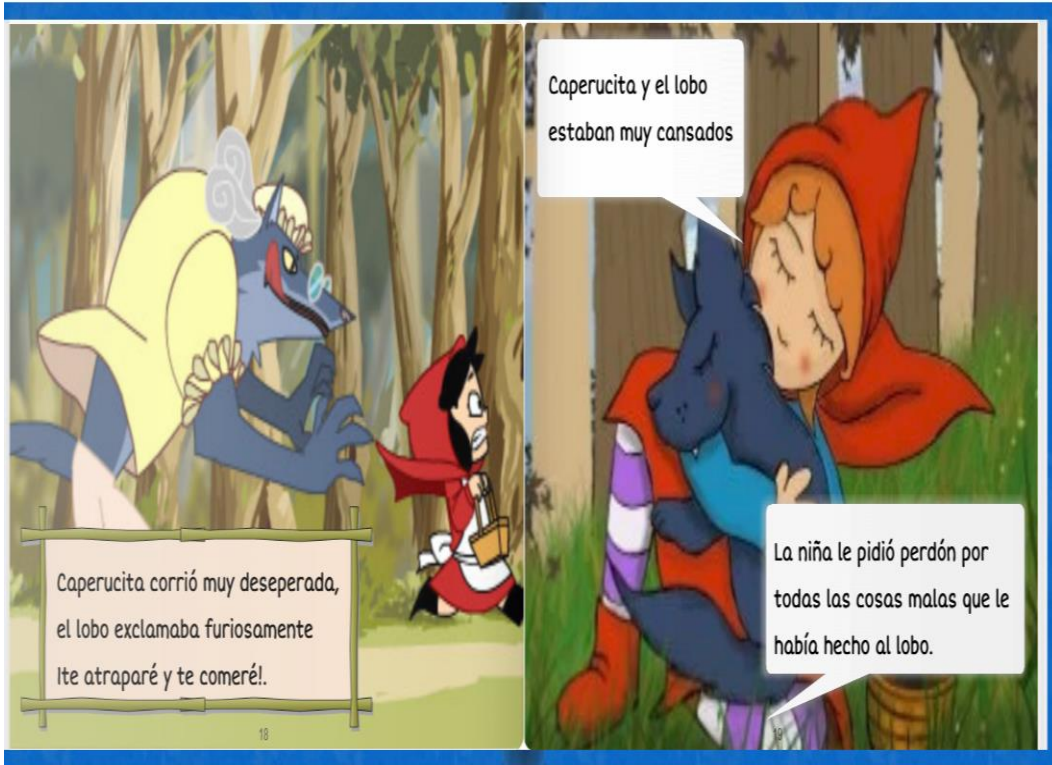 Caperucita corrió muy deseperada,
el lobo exclamaba furiosamente
!te atraparé y te comeré!.
18
Caperucita y el lobo
estaban muy cansados
La niña le pidió perdón por
todas las cosas malas que le
había hecho al lobo.
19